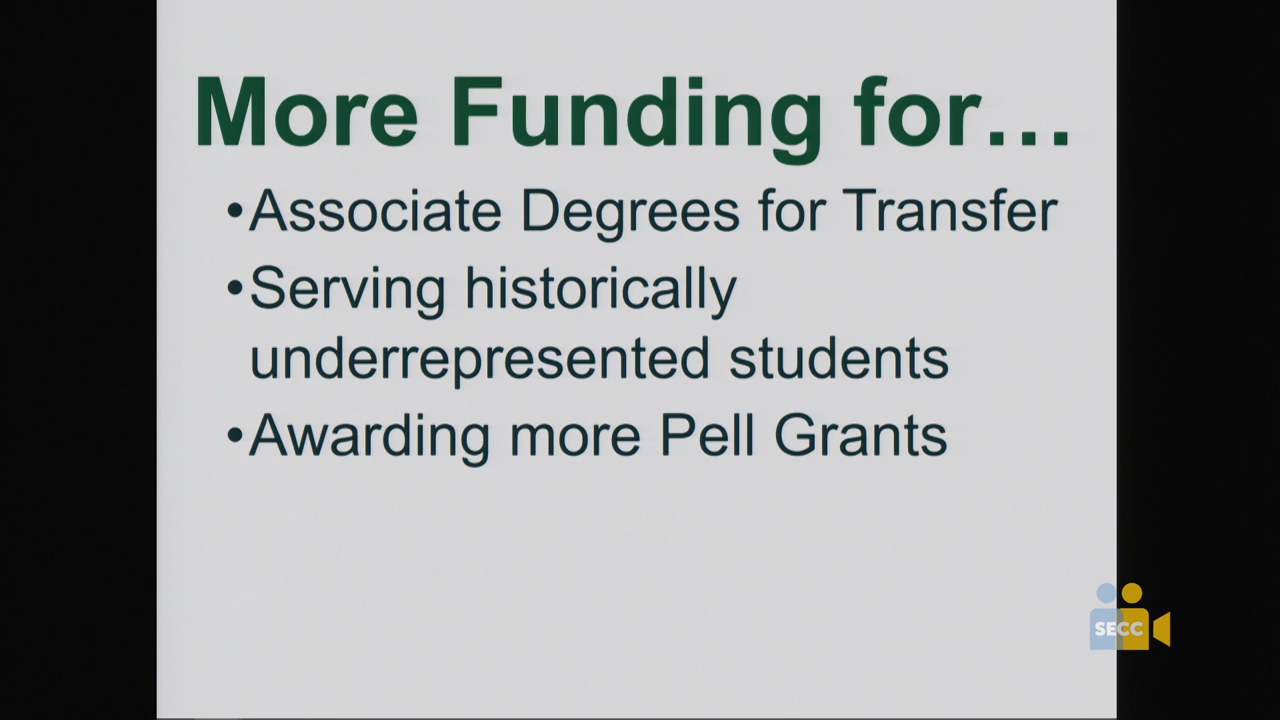 More Funding for…
•Associate Degrees for Transfer
•Serving historically
underrepresented students
•Awarding more Pell Grants
SECC